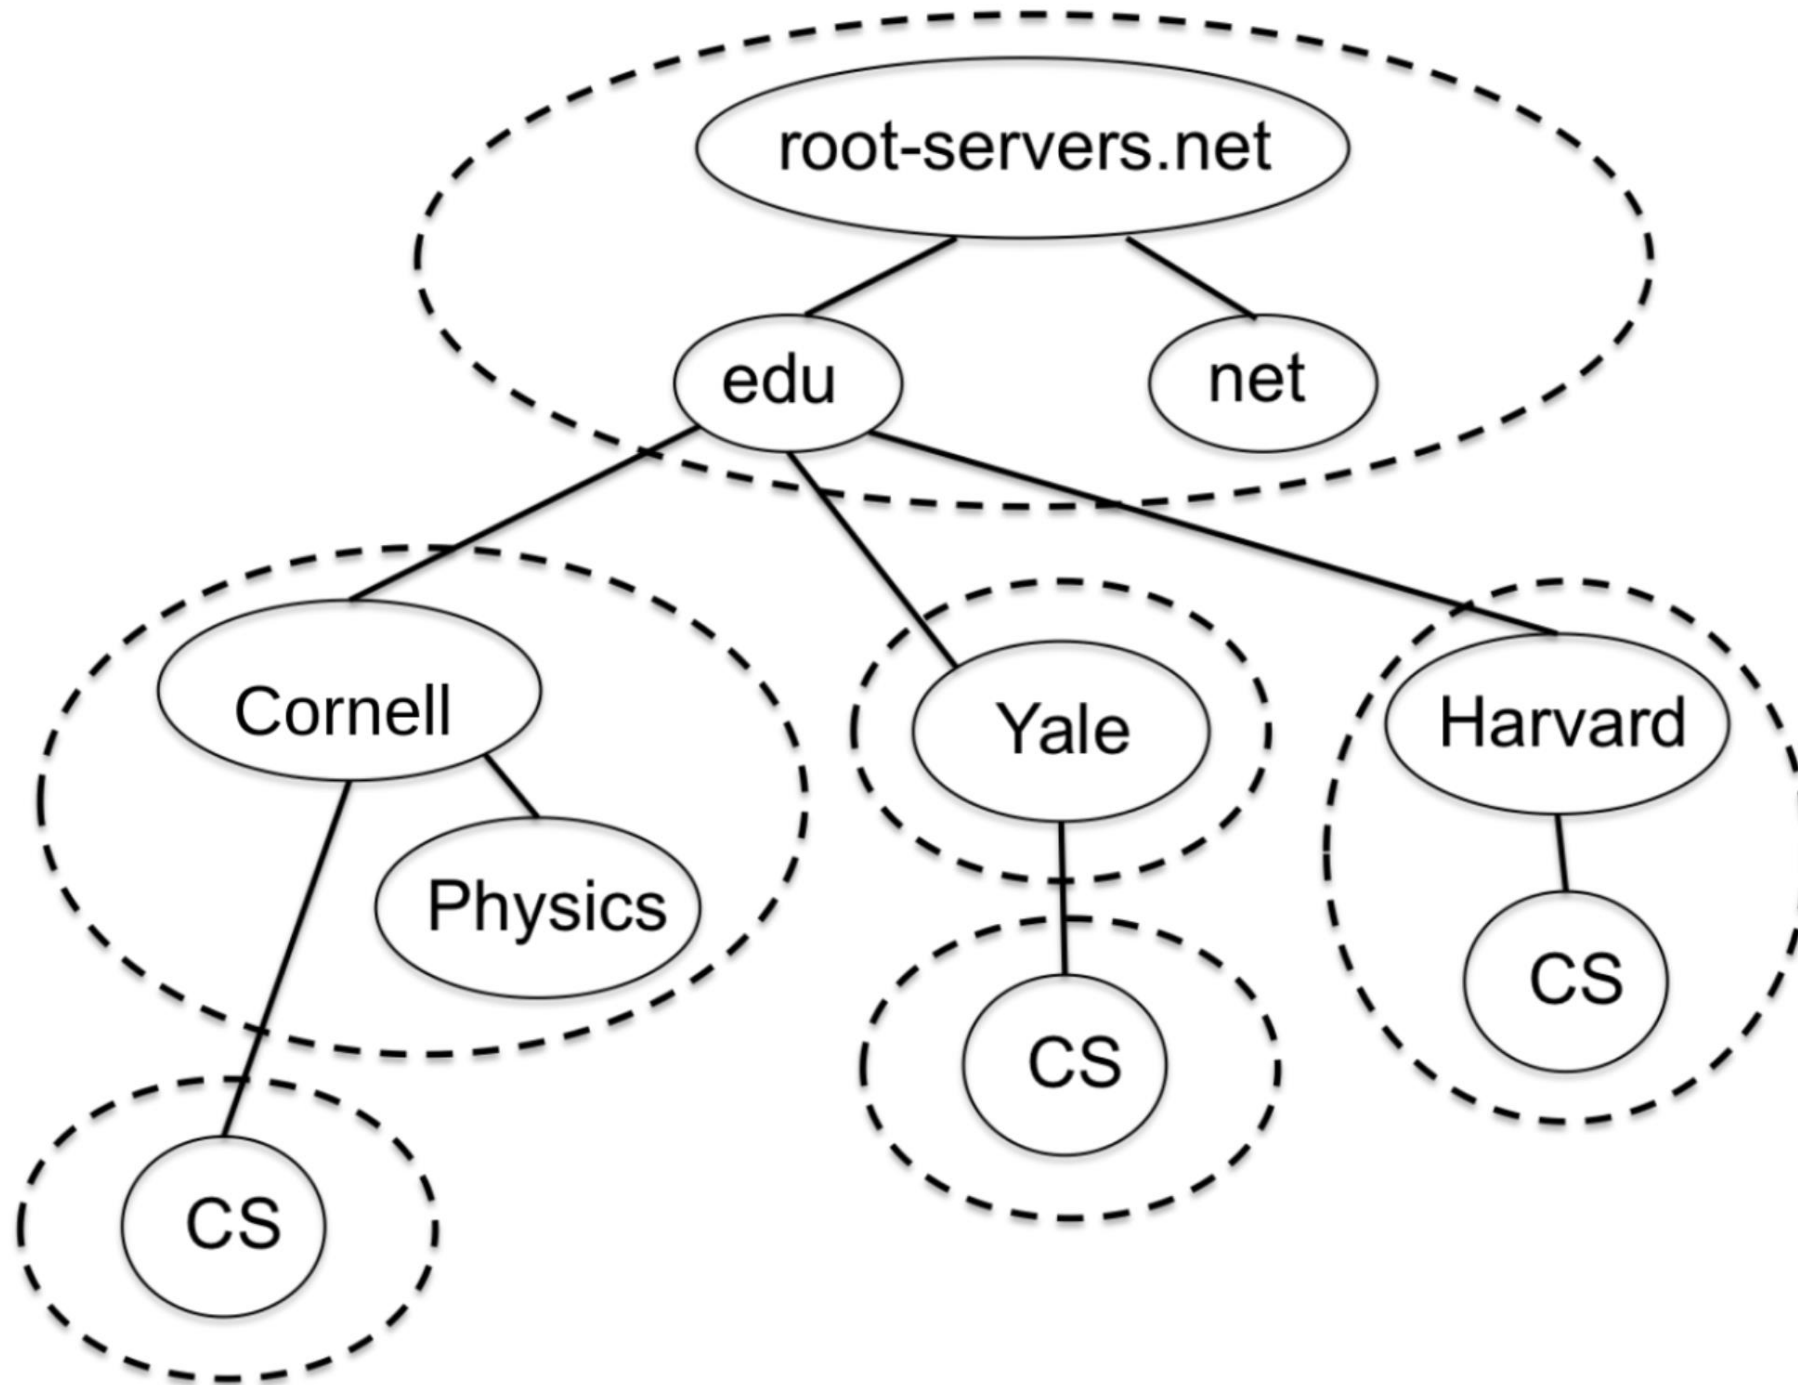 root-servers.net
edu
net
Cornell
Yale
Harvard
Physics
CS
CS
CS